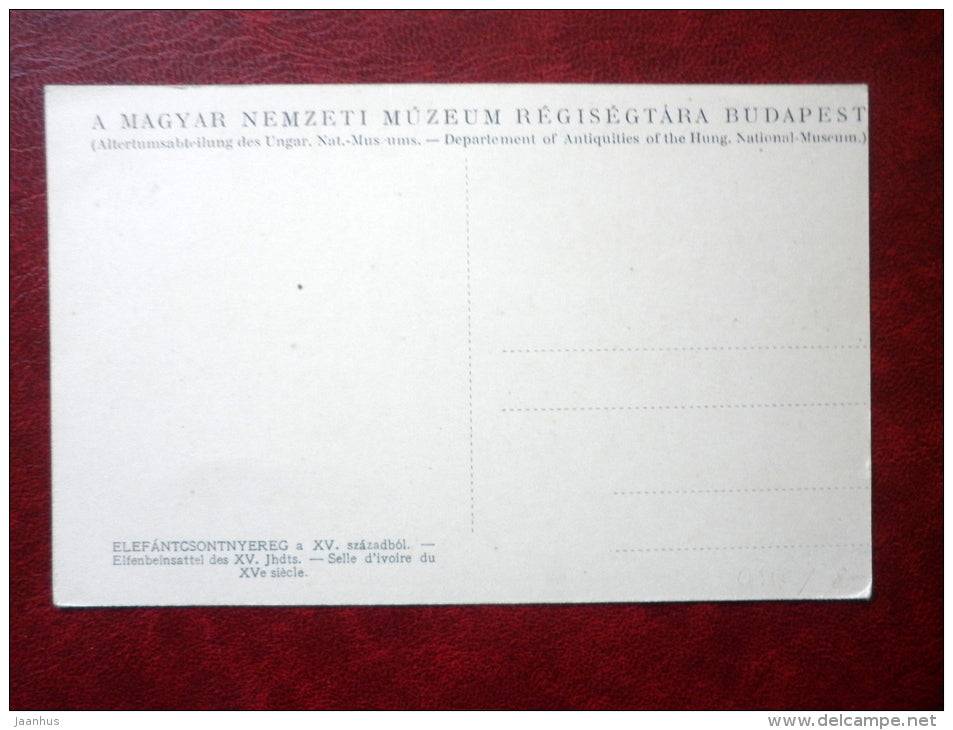 A MAGYAR NEMZETI MÚZEUM RÉGISÉGTÁRA BUDAPEST
(Altertumsabteilung des Ungar. Nat.-Mus ums. — Departement of Antiquities of the Hung. National-Museum.)
ELEFÁNTCSONTNYEREG a XV. századból. —
Elfenbeinsattel des XV. Jhdts. — Selle d'ivoire du
XVe siècle.
jaanhus
www.delcampe.net